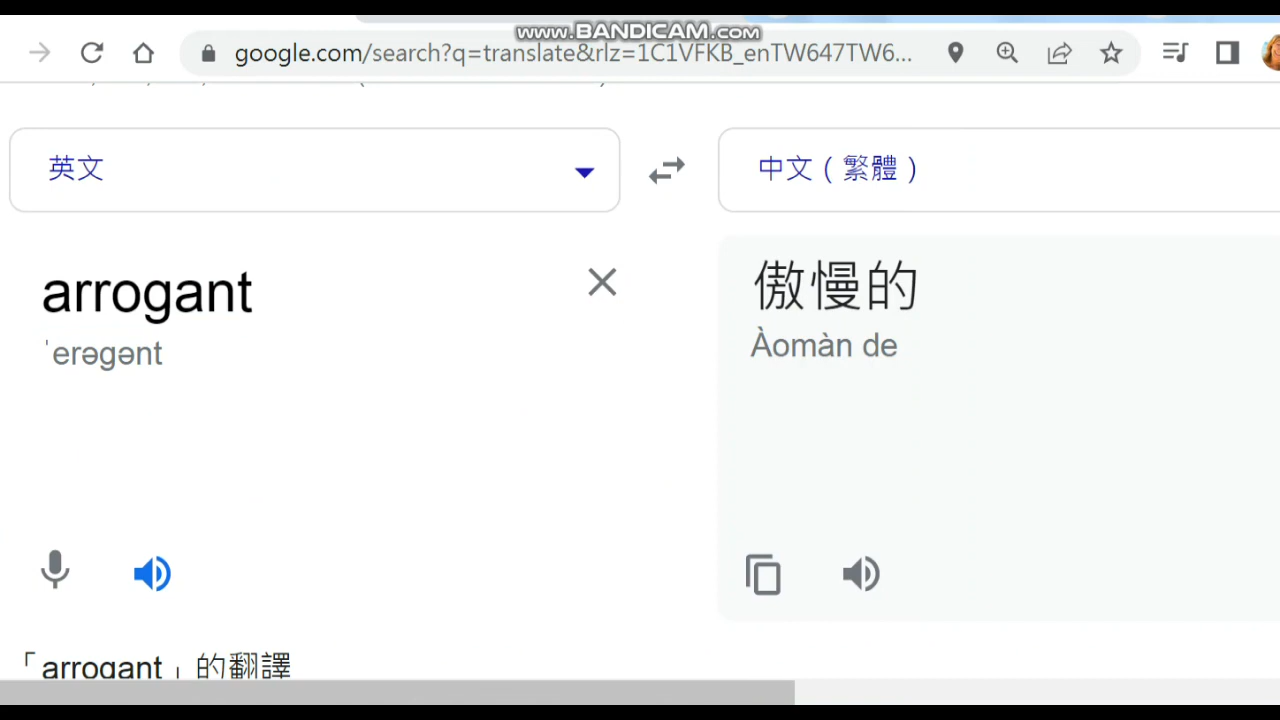 www.BANDICAM.com
google.com/search?q=translate&rlz=1C1VFKB_enTW647TW6...
英文
中文（繁體）
arrogant
ˈerəgənt
傲慢的
Àomàn de
「arrogant」的翻譯